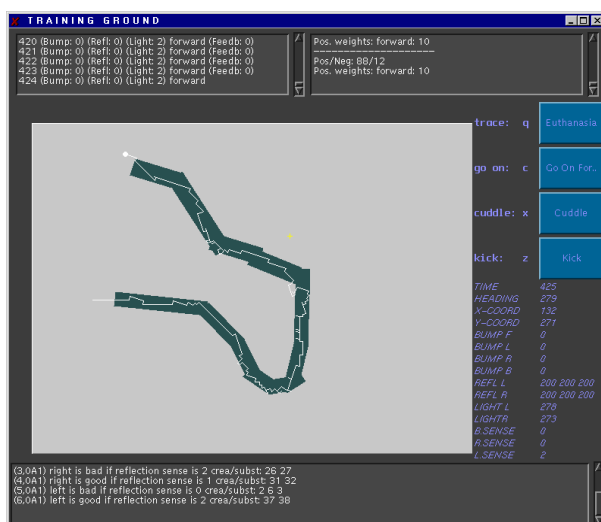 X TRAINING GROUND
420 (Bump: 0) (Refl: 0) (Light: 2) forward (Feedb: 0)
421 (Bump: 0) (Refl: 0) (Light: 2) forward (Feedb: 0)
422 (Bump: 0) (Refl: 0) (Light: 2) forward (Feedb: 0)
423 (Bump: 0) (Refl: 0) (Light: 2) forward (Feedb: 0)
424 (Bump: 0) (Refl: 0) (Light: 2) forward
Pos. weights: forward: 10
--------------------
Pos/Neg: 88/12
Pos. weights: forward: 10
trace: q Euthanasia
go on: c Go On For..
cuddle: x Cuddle
kick: z Kick
TIME 425
HEADING 279
X-COORD 132
Y-COORD 271
BUMP F 0
BUMP L 0
BUMP R 0
BUMP B 0
REFL L 200 200 200
REFL R 200 200 200
LIGHT L 278
LIGHTR 273
B.SENSE 0
R.SENSE 0
L.SENSE 2
(3,0A1) right is bad if reflection sense is 2 crea/subst: 26 27
(4,0A1) right is good if reflection sense is 1 crea/subst: 31 32
(5,0A1) left is bad if reflection sense is 0 crea/subst: 2 6 3
(6,0A1) left is good if reflection sense is 2 crea/subst: 37 38